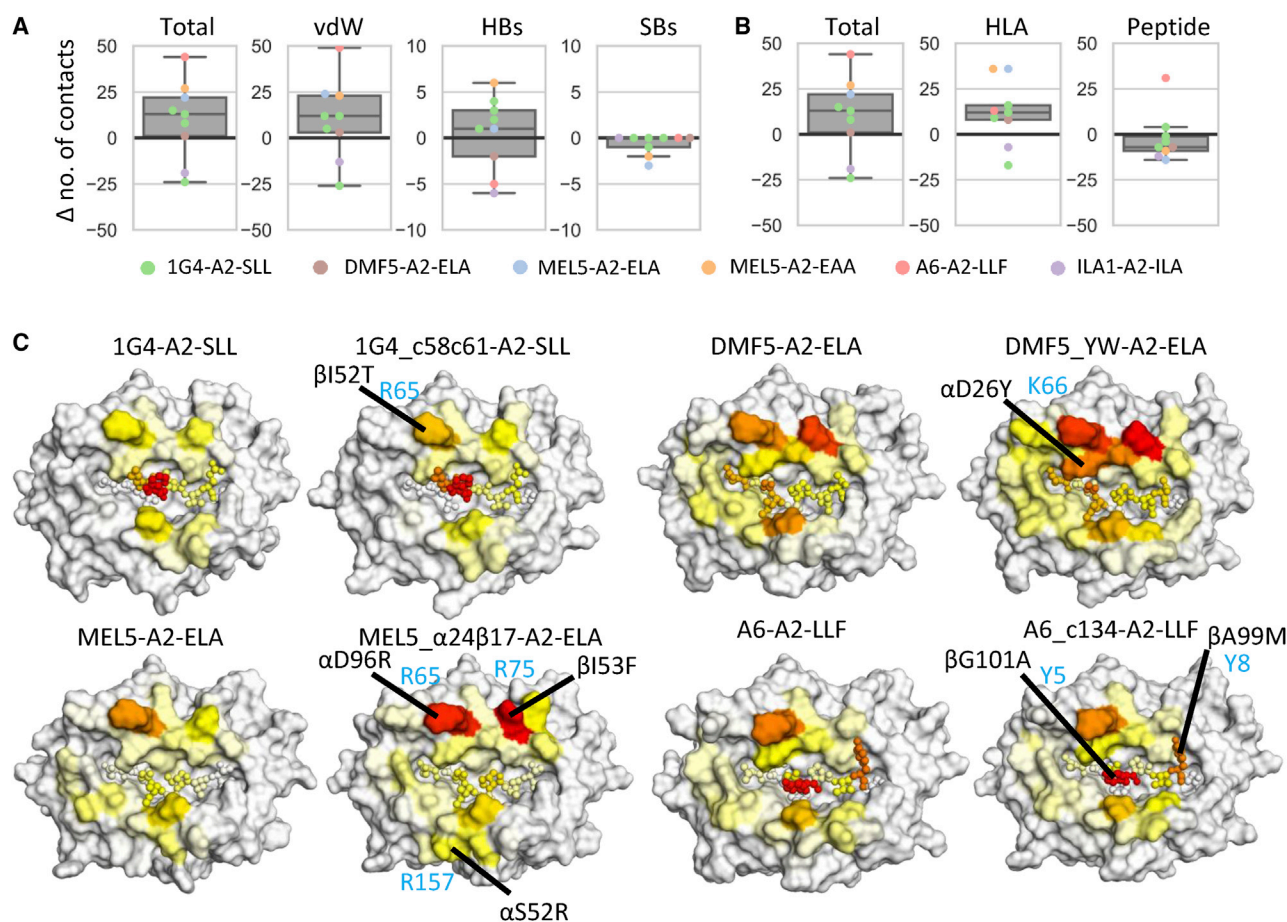 A
Total
vdW
HBs
SBs
B
Total
HLA
Peptide
Δ no. of contacts
50
25
0
−25
−50
50
25
0
−25
−50
10
5
0
−5
−10
10
5
0
−5
−10
50
25
0
−25
−50
50
25
0
−25
−50
50
25
0
−25
−50
1G4-A2-SLL
DMF5-A2-ELA
MEL5-A2-ELA
MEL5-A2-EAA
A6-A2-LLF
ILA1-A2-ILA
C
1G4-A2-SLL
1G4_c58c61-A2-SLL
DMF5-A2-ELA
DMF5_YW-A2-ELA
βI52T
R65
αD26Y
K66
MEL5-A2-ELA
MEL5_α24β17-A2-ELA
A6-A2-LLF
A6_c134-A2-LLF
αD96R
R65
R75
βI53F
βG101A
Y5
βA99M
Y8
R157
αS52R